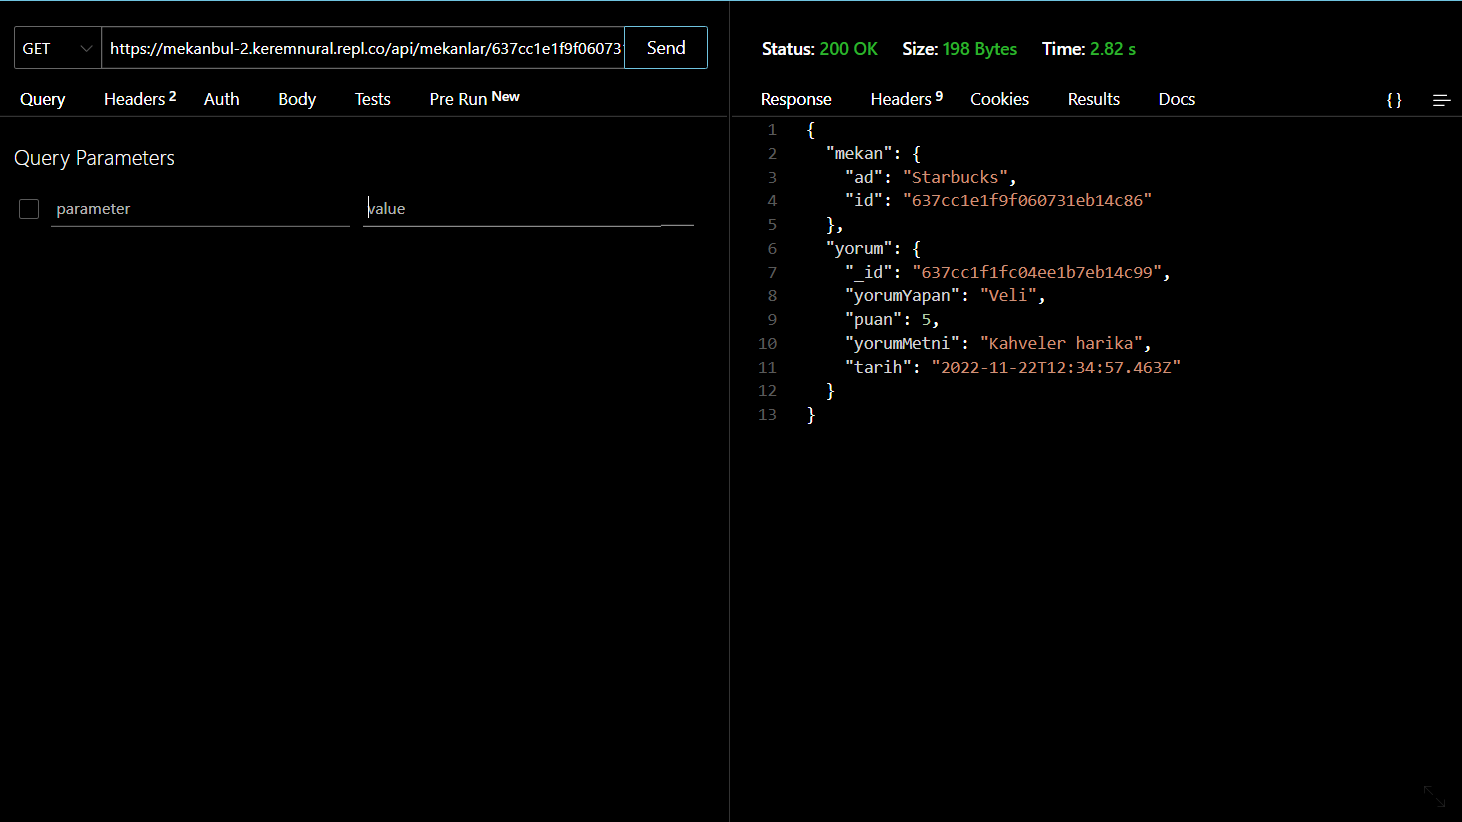 GET https://mekanbul-2.keremnural.repl.co/api/mekanlar/637cc1e1f9f060731 Send
Query Headers 2 Auth Body Tests Pre Run New
Query Parameters
parameter value
Status: 200 OK Size: 198 Bytes Time: 2.82 s
Response Headers 9 Cookies Results Docs { }
1 {
2 "mekan": {
3 "ad": "Starbucks",
4 "id": "637cc1e1f9f060731eb14c86"
5 },
6 "yorum": {
7 "_id": "637cc1f1fc04ee1b7eb14c99",
8 "yorumYapan": "Veli",
9 "puan": 5,
10 "yorumMetni": "Kahveler harika",
11 "tarih": "2022-11-22T12:34:57.463Z"
12 }
13 }